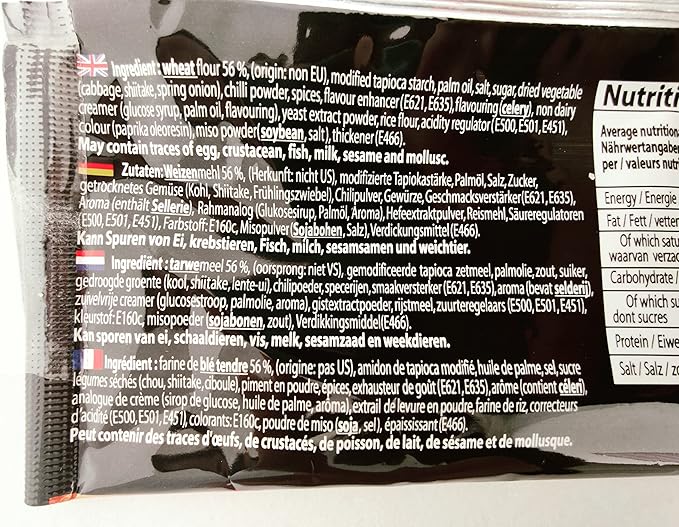 Ingredient : wheat flour 56 %, (origin: non EU), modified tapioca starch, palm oil, salt, sugar, dried vegetable
(cabbage, shiitake, spring onion), chilli powder, spices, flavour enhancer (E621, E635), flavouring (celery), non dairy
creamer (glucose syrup, palm oil, flavouring), yeast extract powder, rice flour, acidity regulator (E500, E501, E451),
colour (paprika oleoresin), miso powder (soybean, salt), thickener (E466).
May contain traces of egg, crustacean, fish, milk, sesame and mollusc.
Zutaten: Weizenmehl 56 %, (Herkunft: nicht US), modifizierte Tapiokastärke, Palmöl, Salz, Zucker,
getrocknetes Gemüse (Kohl, Shiitake, Frühlingszwiebel), Chilipulver, Gewürze, Geschmacksverstärker (E621, E635),
Aroma (enthält Sellerie), Rahmanalog (Glukosesirup, Palmöl, Aroma), Hefeextraktpulver, Reismehl, Säureregulatoren
(E500, E501, E451), Farbstoff: E160c, Misopulver (Sojabohen, Salz), Verdickungsmittel (E466).
Kann Spuren von Ei, krebstieren, Fisch, milch, sesamsamen und weichtier.
Ingrediënt : tarwemeel 56 %, (oorsprong: niet VS), gemodificeerde tapioca zetmeel, palmolie, zout, suiker,
gedroogde groente (kool, shiitake, lente-ui), chilipoeder, specerijen, smaakversterker (E621, E635), aroma (bevat selderij),
zuivelvrije creamer (glucosestroop, palmolie, aroma), gistextractpoeder, rijstmeel, zuurteregelaars (E500, E501, E451),
kleurstof: E160c, misopoeder (sojabonen, zout), Verdikkingsmiddel (E466).
Kan sporen van ei, schaaldieren, vis, melk, sesamzaad en weekdieren.
Ingrédient : farine de blé tendre 56 %, (origine: pas US), amidon de tapioca modifié, huile de palme, sel, sucre
légumes séchés (chou, shiitake, ciboule), piment en poudre, épices, exhausteur de goût (E621, E635), arôme (contient céleri),
analogue de crème (sirop de glucose, huile de palme, arôma), extrail de levure en poudre, farine de riz, correcteurs
d'acidité (E500, E501, E451), colorants: E160c, poudre de miso (soja, sel), épaississant (E466).
Peut contenir des traces d'œufs, de crustacés, de poisson, de lait, de sésame et de mollusque.
Nutriti
Average nutritiona
Nährwertangabe
per / valeurs nutri
Energy / Energie
Fat / Fett / vetten
Of which satu
waarvan verzad
Carbohydrate /
Of which su
dont sucres
Protein / Eiwe
Salt / Salz / zo